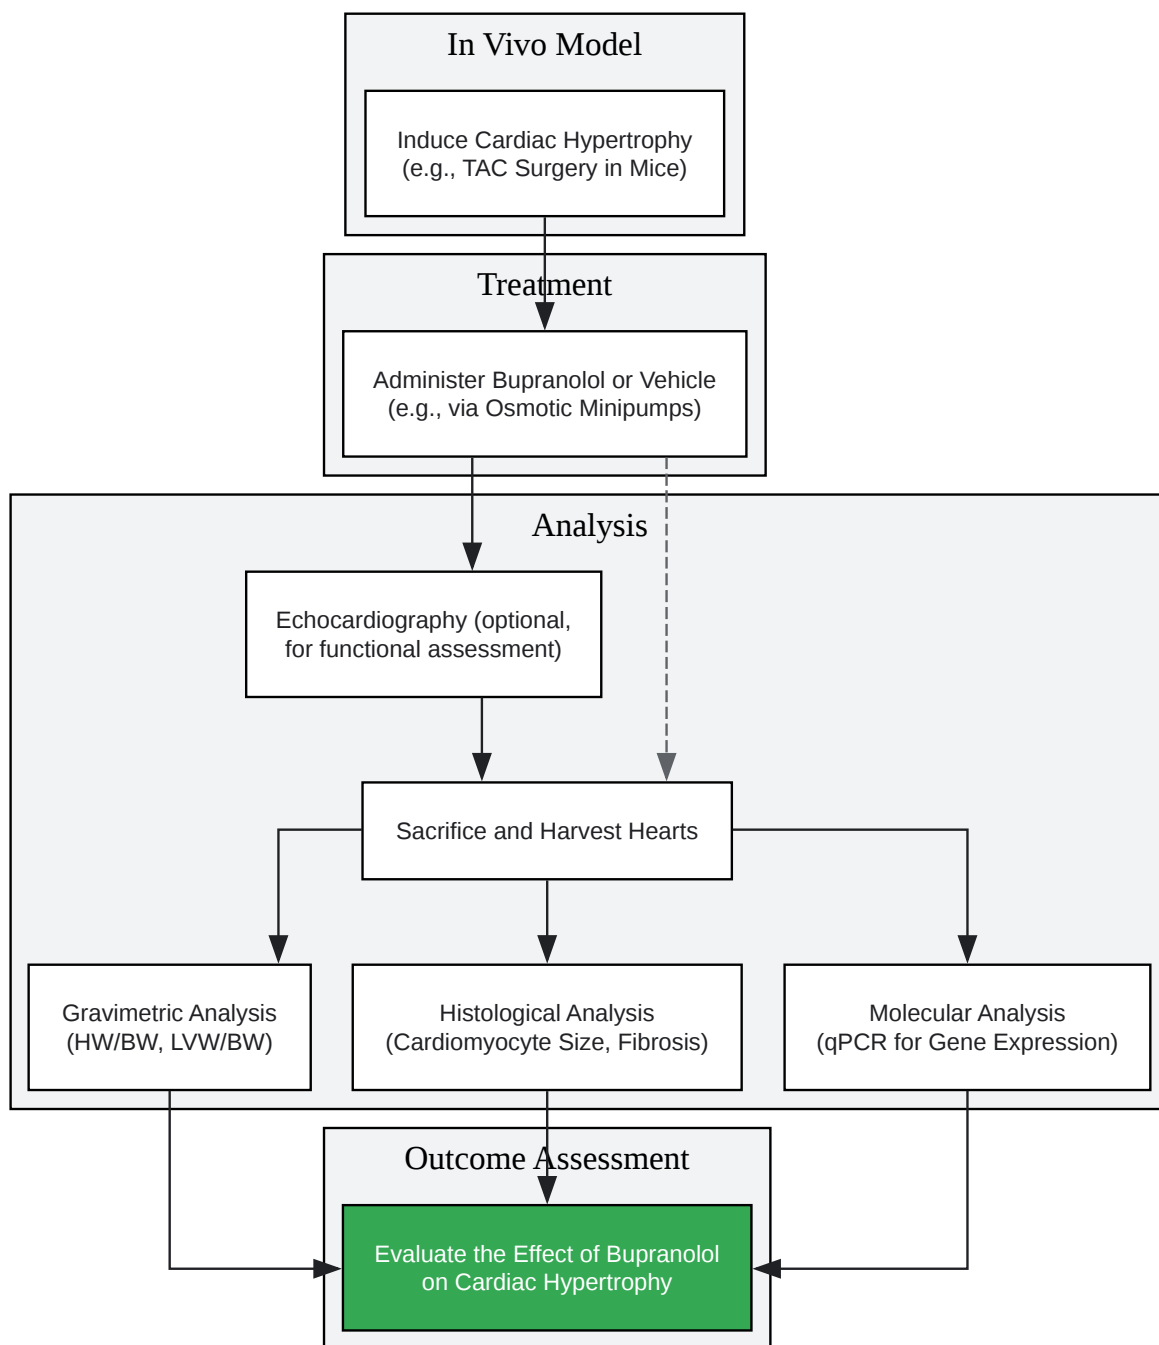 In Vivo Model
Induce Cardiac Hypertrophy
(e.g., TAC Surgery in Mice)
Treatment
Administer Bupranolol or Vehicle
(e.g., via Osmotic Minipumps)
Analysis
Echocardiography (optional,
for functional assessment)
Sacrifice and Harvest Hearts
Gravimetric Analysis
(HW/BW, LVW/BW)
Histological Analysis
(Cardiomyocyte Size, Fibrosis)
Molecular Analysis
(qPCR for Gene Expression)
Outcome Assessment
Evaluate the Effect of Bupranolol
on Cardiac Hypertrophy